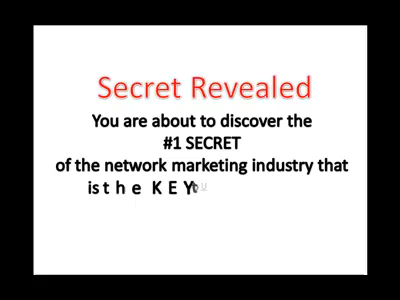 Secret Revealed
You are about to discover the
#1 SECRET
of the network marketing industry that
is t h e K E Y